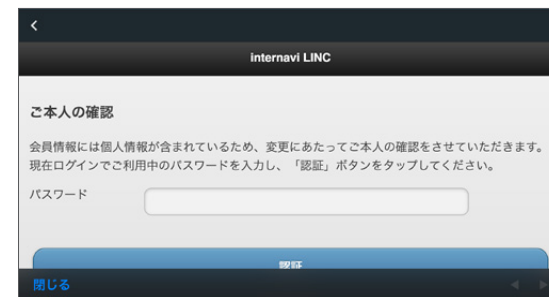 internavi LINC
ご本人の確認
会員情報には個人情報が含まれているため、変更にあたってご本人の確認をさせていただきます。
現在ログインでご利用中のパスワードを入力し、「認証」ボタンをタップしてください。
パスワード
認証
閉じる